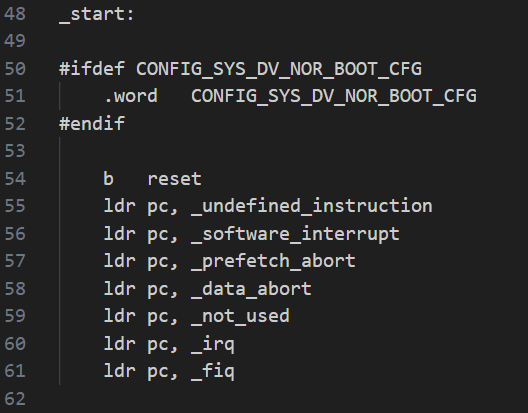 48 _start:
49
50 #ifdef CONFIG_SYS_DV_NOR_BOOT_CFG
51     .word   CONFIG_SYS_DV_NOR_BOOT_CFG
52 #endif
53
54     b   reset
55     ldr pc, _undefined_instruction
56     ldr pc, _software_interrupt
57     ldr pc, _prefetch_abort
58     ldr pc, _data_abort
59     ldr pc, _not_used
60     ldr pc, _irq
61     ldr pc, _fiq
62